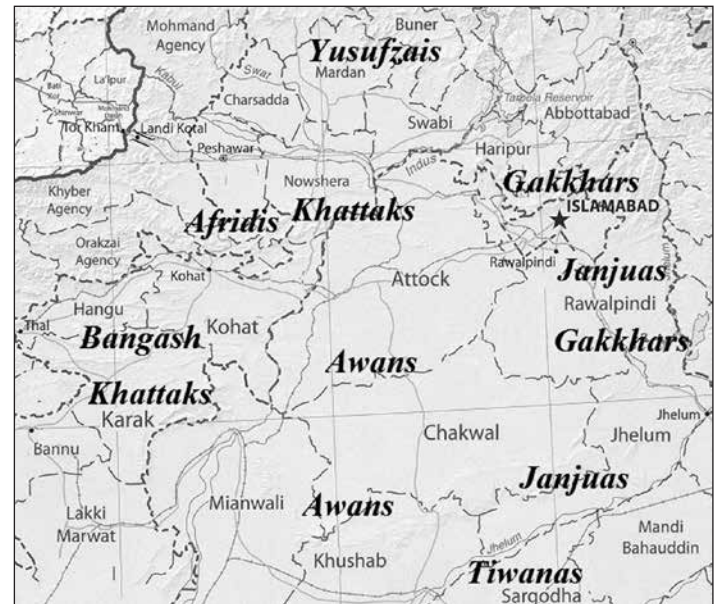 Mohmand
Agency
Buner
Yusufzais
Mardan
La'lpur
Kabul
Swat
Charsadda
Tarbela Reservoir
Abbottabad
Swabi
Tor Kham
Landi Kotal
Peshawar
Haripur
Indus
Nowshera
Khyber
Agency
Gakkhars
ISLAMABAD
Khattaks
Afridis
Orakzai
Agency
Rawalpindi
Janjuas
Jhelum
Kohat
Attock
Rawalpindi
Hangu
Thal
Kohat
Bangash
Gakkhars
Awans
Khattaks
Karak
Jhelum
Chakwal
Jhelum
Bannu
Janjuas
Mianwali
Awans
Lakki
Marwat
Mandi
Bahauddin
Jhelum
Khushab
Tiwanas
Sargodha